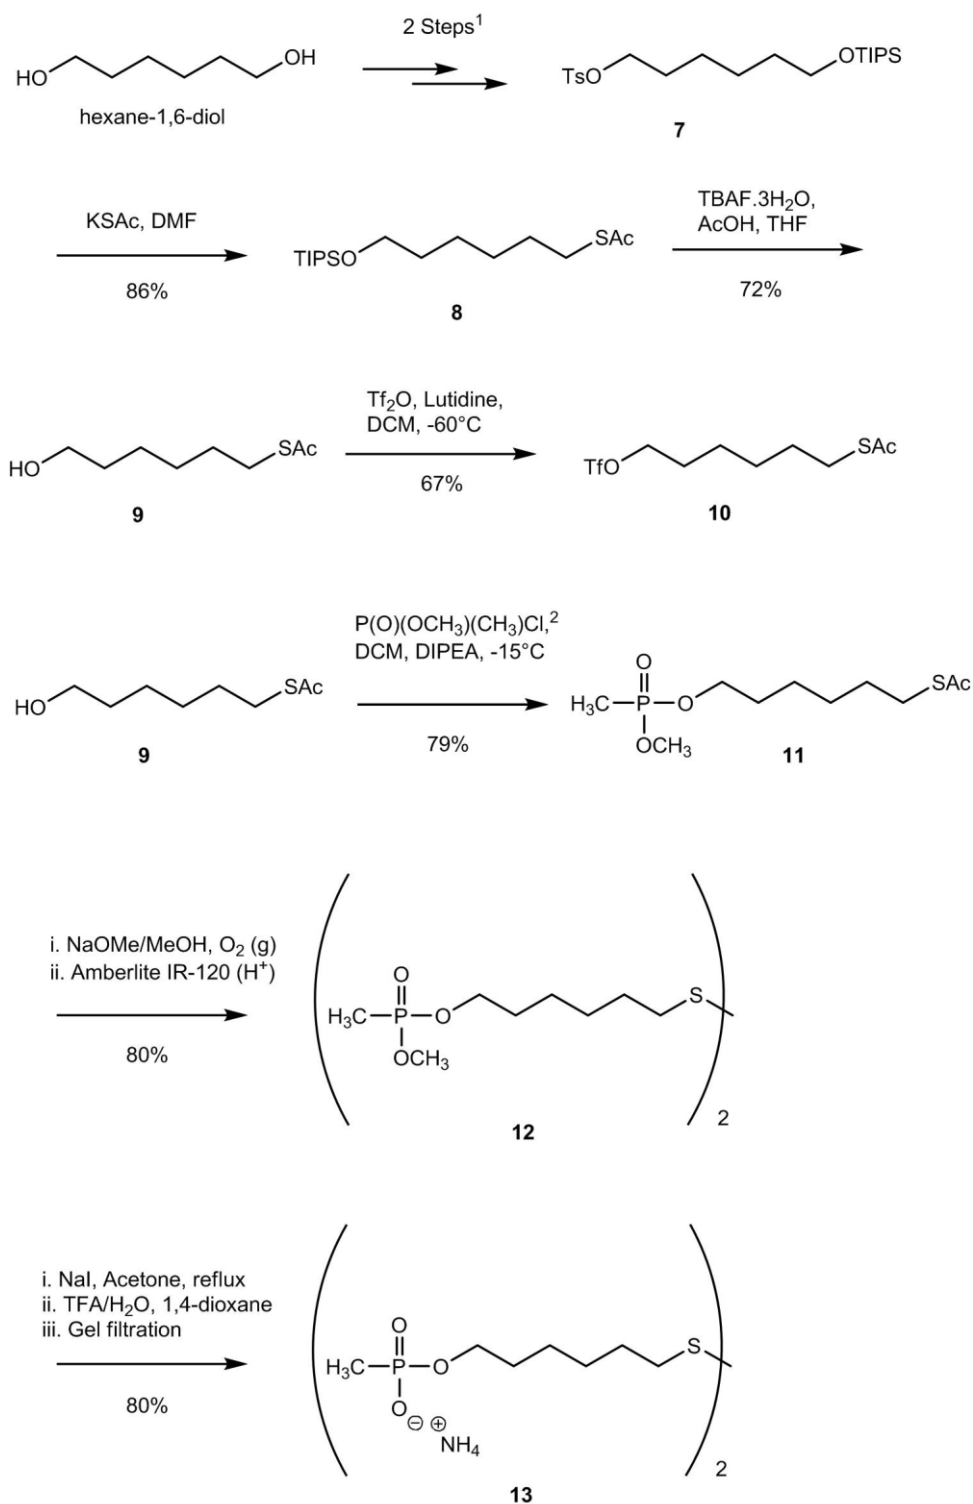 2 Steps¹
HO
OH
hexane-1,6-diol
TsO
OTIPS
7
KSAc, DMF
86%
TIPSO
SAc
8
TBAF.3H₂O,
AcOH, THF
72%
HO
SAc
9
Tf₂O, Lutidine,
DCM, -60°C
67%
TfO
SAc
10
HO
SAc
9
P(O)(OCH₃)(CH₃)Cl,²
DCM, DIPEA, -15°C
79%
O
H₃C P O
OCH₃
SAc
11
i. NaOMe/MeOH, O₂ (g)
ii. Amberlite IR-120 (H⁺)
80%
O
H₃C P O
OCH₃
S
2
12
i. NaI, Acetone, reflux
ii. TFA/H₂O, 1,4-dioxane
iii. Gel filtration
80%
O
H₃C P O
O ⊖ ⊕
NH₄
S
2
13